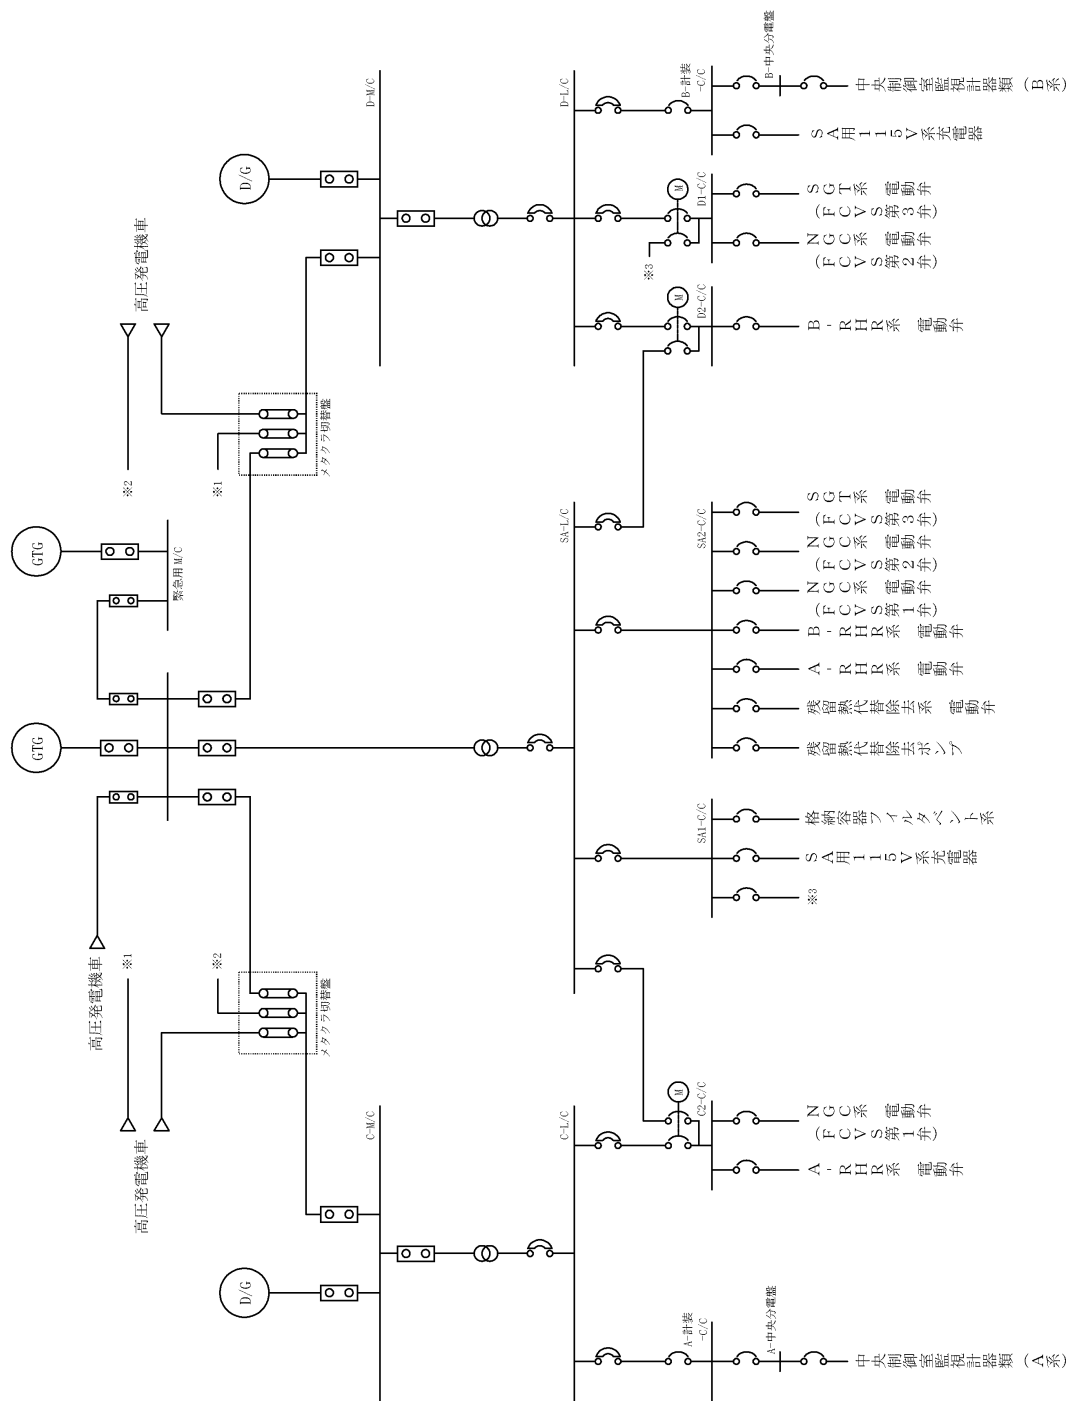 GTG
GTG
緊急用M/C
高圧発電機車
※1
高圧発電機車
※2
メタクラ切替盤
D/G
C-M/C
C-L/C
A-計装
-C/C
A-中央分電盤
中央制御室監視計器類（A系）
C2-C/C
M
A-RHR系 電動弁
NGC系 電動弁
(FCVS第1弁)
SA-L/C
SA1-C/C
※3
SA用115V系充電器
格納容器フィルタベント系
SA2-C/C
残留熱代替除去ポンプ
残留熱代替除去系 電動弁
A-RHR系 電動弁
B-RHR系 電動弁
NGC系 電動弁
(FCVS第1弁)
NGC系 電動弁
(FCVS第2弁)
SGT系 電動弁
(FCVS第3弁)
※2
※1
高圧発電機車
メタクラ切替盤
D/G
D-M/C
D-L/C
D2-C/C
M
B-RHR系 電動弁
D1-C/C
M
※3
NGC系 電動弁
(FCVS第2弁)
SGT系 電動弁
(FCVS第3弁)
B-計装
-C/C
SA用115V系充電器
B-中央分電盤
中央制御室監視計器類（B系）